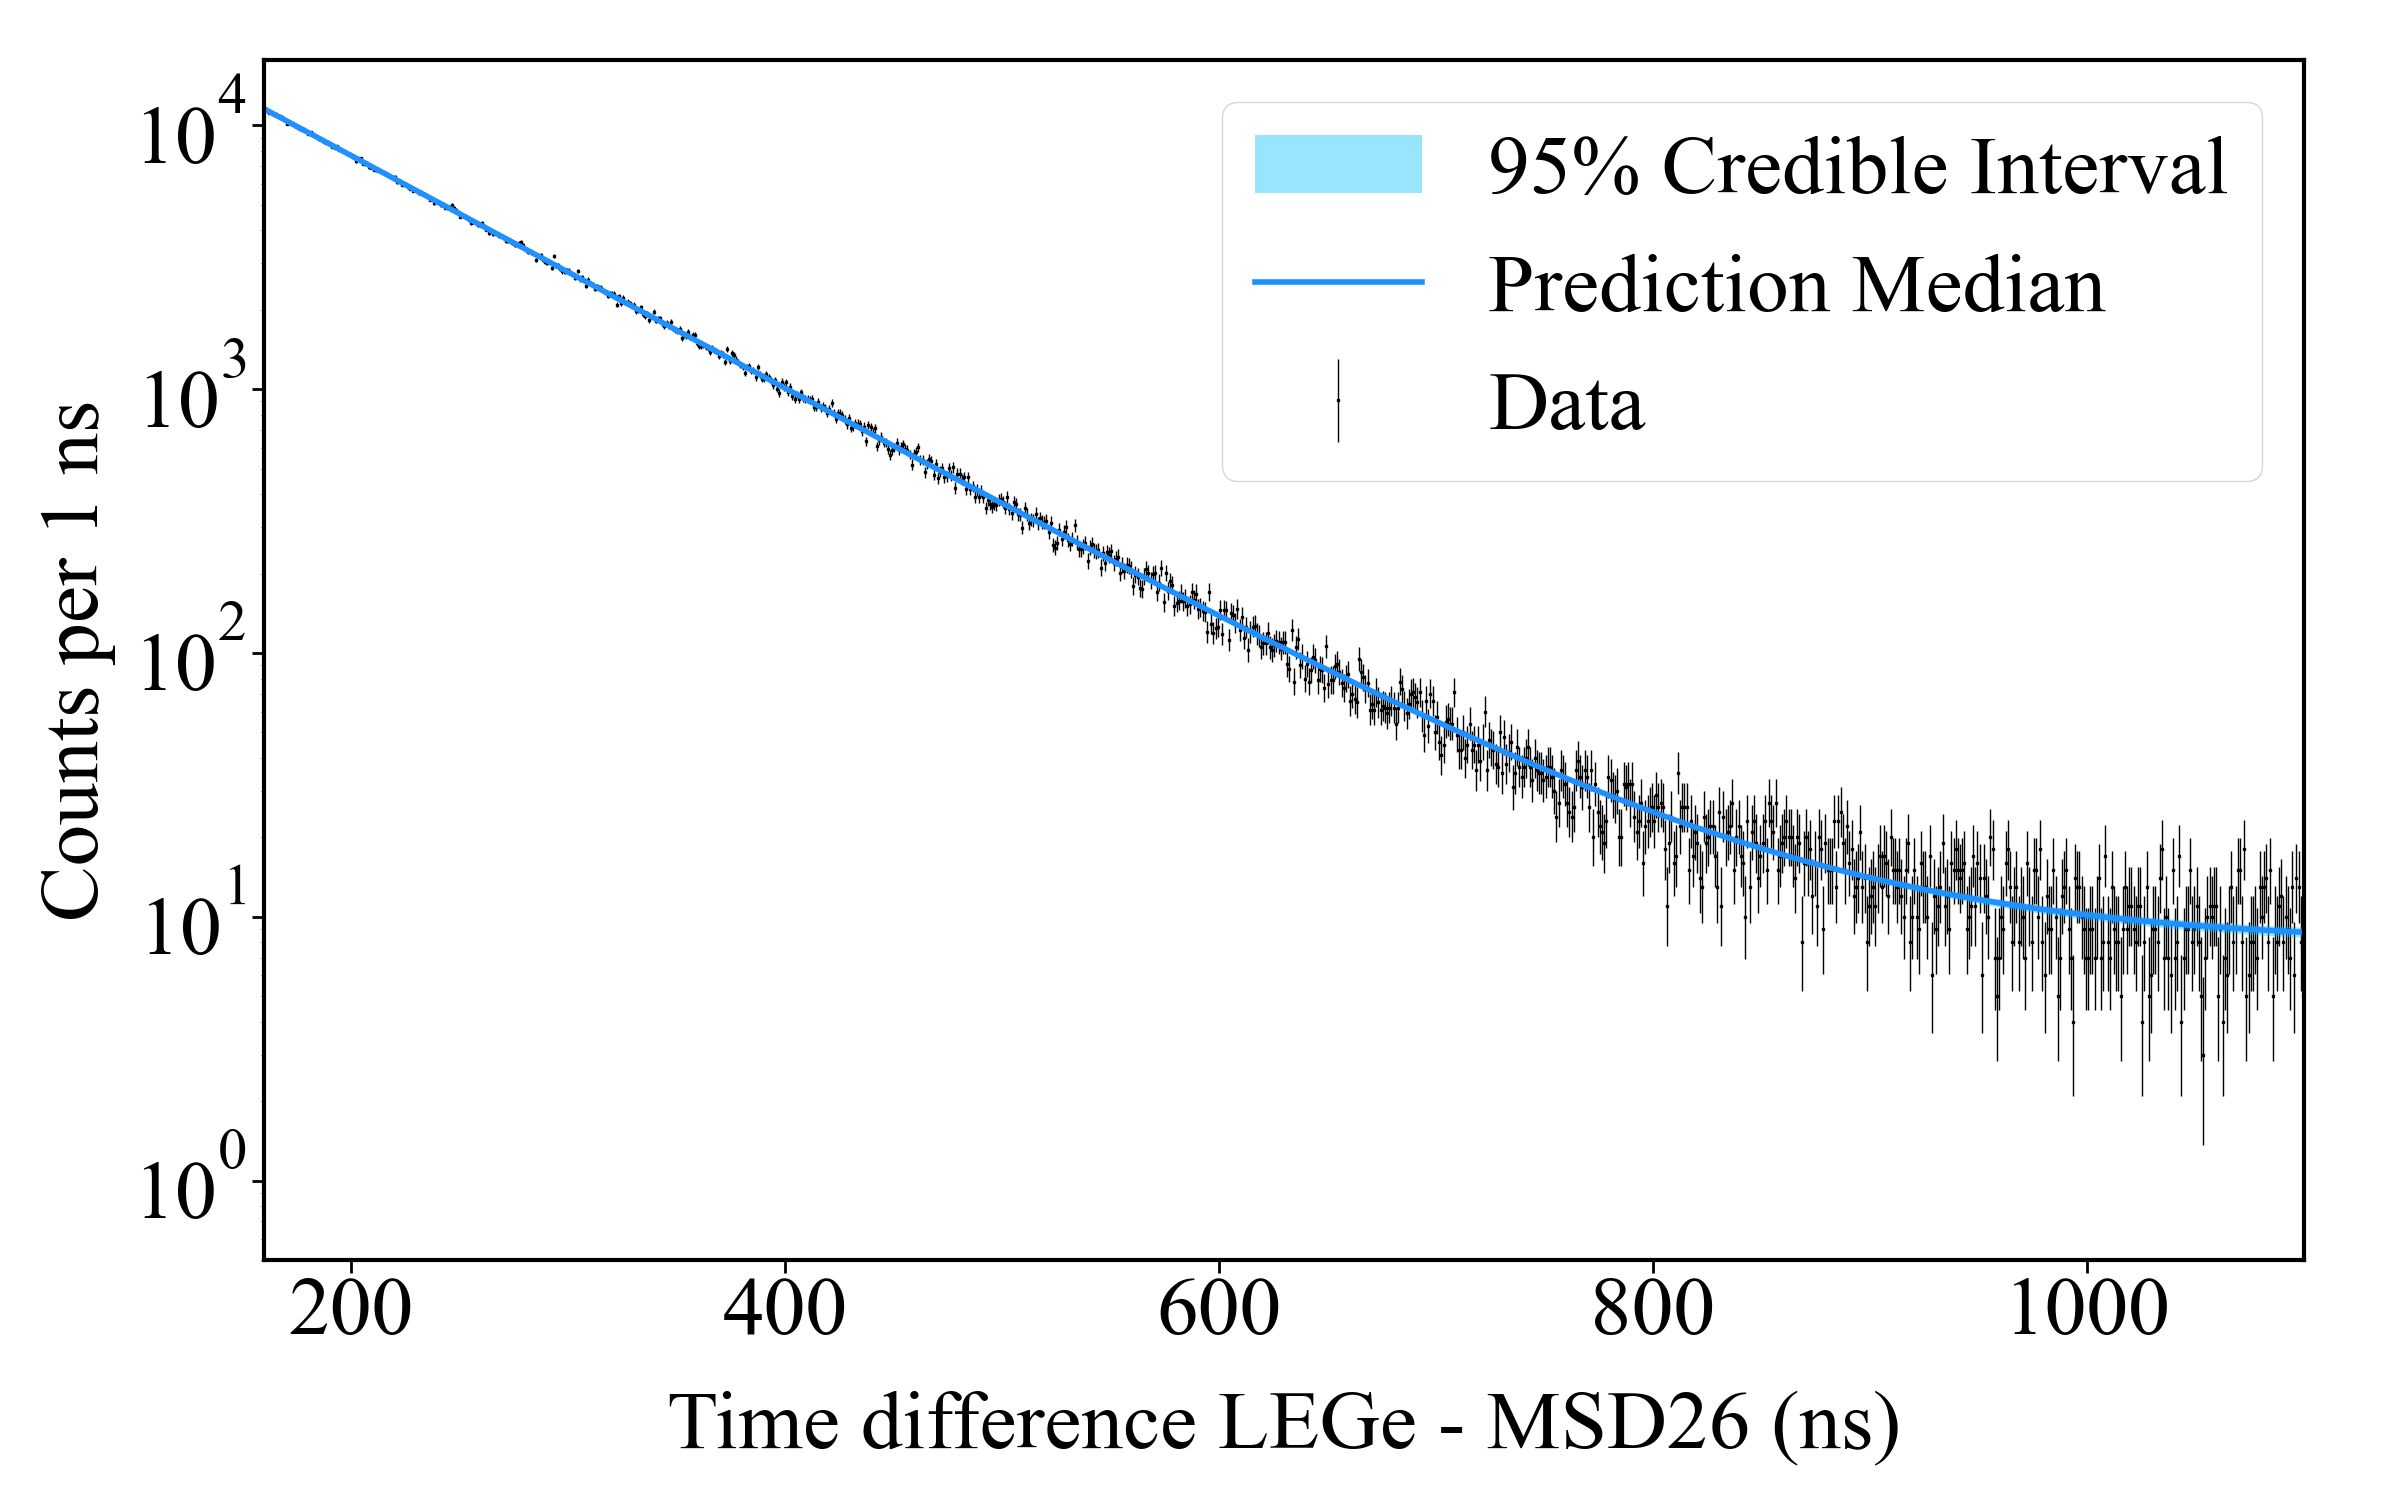 95% Credible Interval
Prediction Median
Data
Counts per 1 ns
10^4
10^3
10^2
10^1
10^0
200 400 600 800 1000
Time difference LEGe - MSD26 (ns)